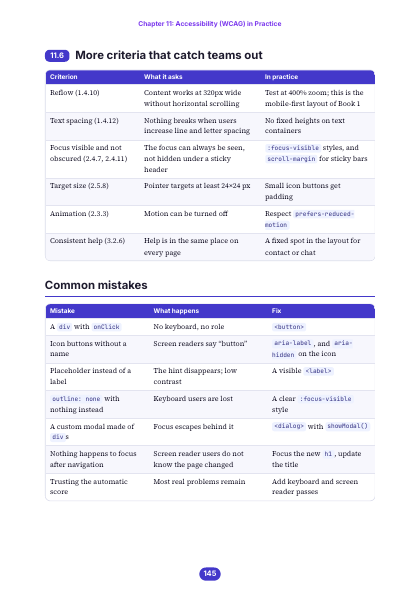 Chapter 11: Accessibility (WCAG) in Practice
11.6 More criteria that catch teams out
Criterion What it asks In practice
Reflow (1.4.10) Content works at 320px wide Test at 400% zoom; this is the
without horizontal scrolling mobile-first layout of Book 1
Text spacing (1.4.12) Nothing breaks when users No fixed heights on text
increase line and letter spacing containers
Focus visible and not The focus can always be seen, :focus-visible styles, and
obscured (2.4.7, 2.4.11) not hidden under a sticky scroll-margin for sticky bars
header
Target size (2.5.8) Pointer targets at least 24×24 px Small icon buttons get
padding
Animation (2.3.3) Motion can be turned off Respect prefers-reduced-
motion
Consistent help (3.2.6) Help is in the same place on A fixed spot in the layout for
every page contact or chat
Common mistakes
Mistake What happens Fix
A div with onClick No keyboard, no role <button>
Icon buttons without a Screen readers say “button” aria-label, and aria-
name hidden on the icon
Placeholder instead of a The hint disappears; low A visible <label>
label contrast
outline: none with Keyboard users are lost A clear :focus-visible
nothing instead style
A custom modal made of Focus escapes behind it <dialog> with showModal()
div s
Nothing happens to focus Screen reader users do not Focus the new h1, update
after navigation know the page changed the title
Trusting the automatic Most real problems remain Add keyboard and screen
score reader passes
145